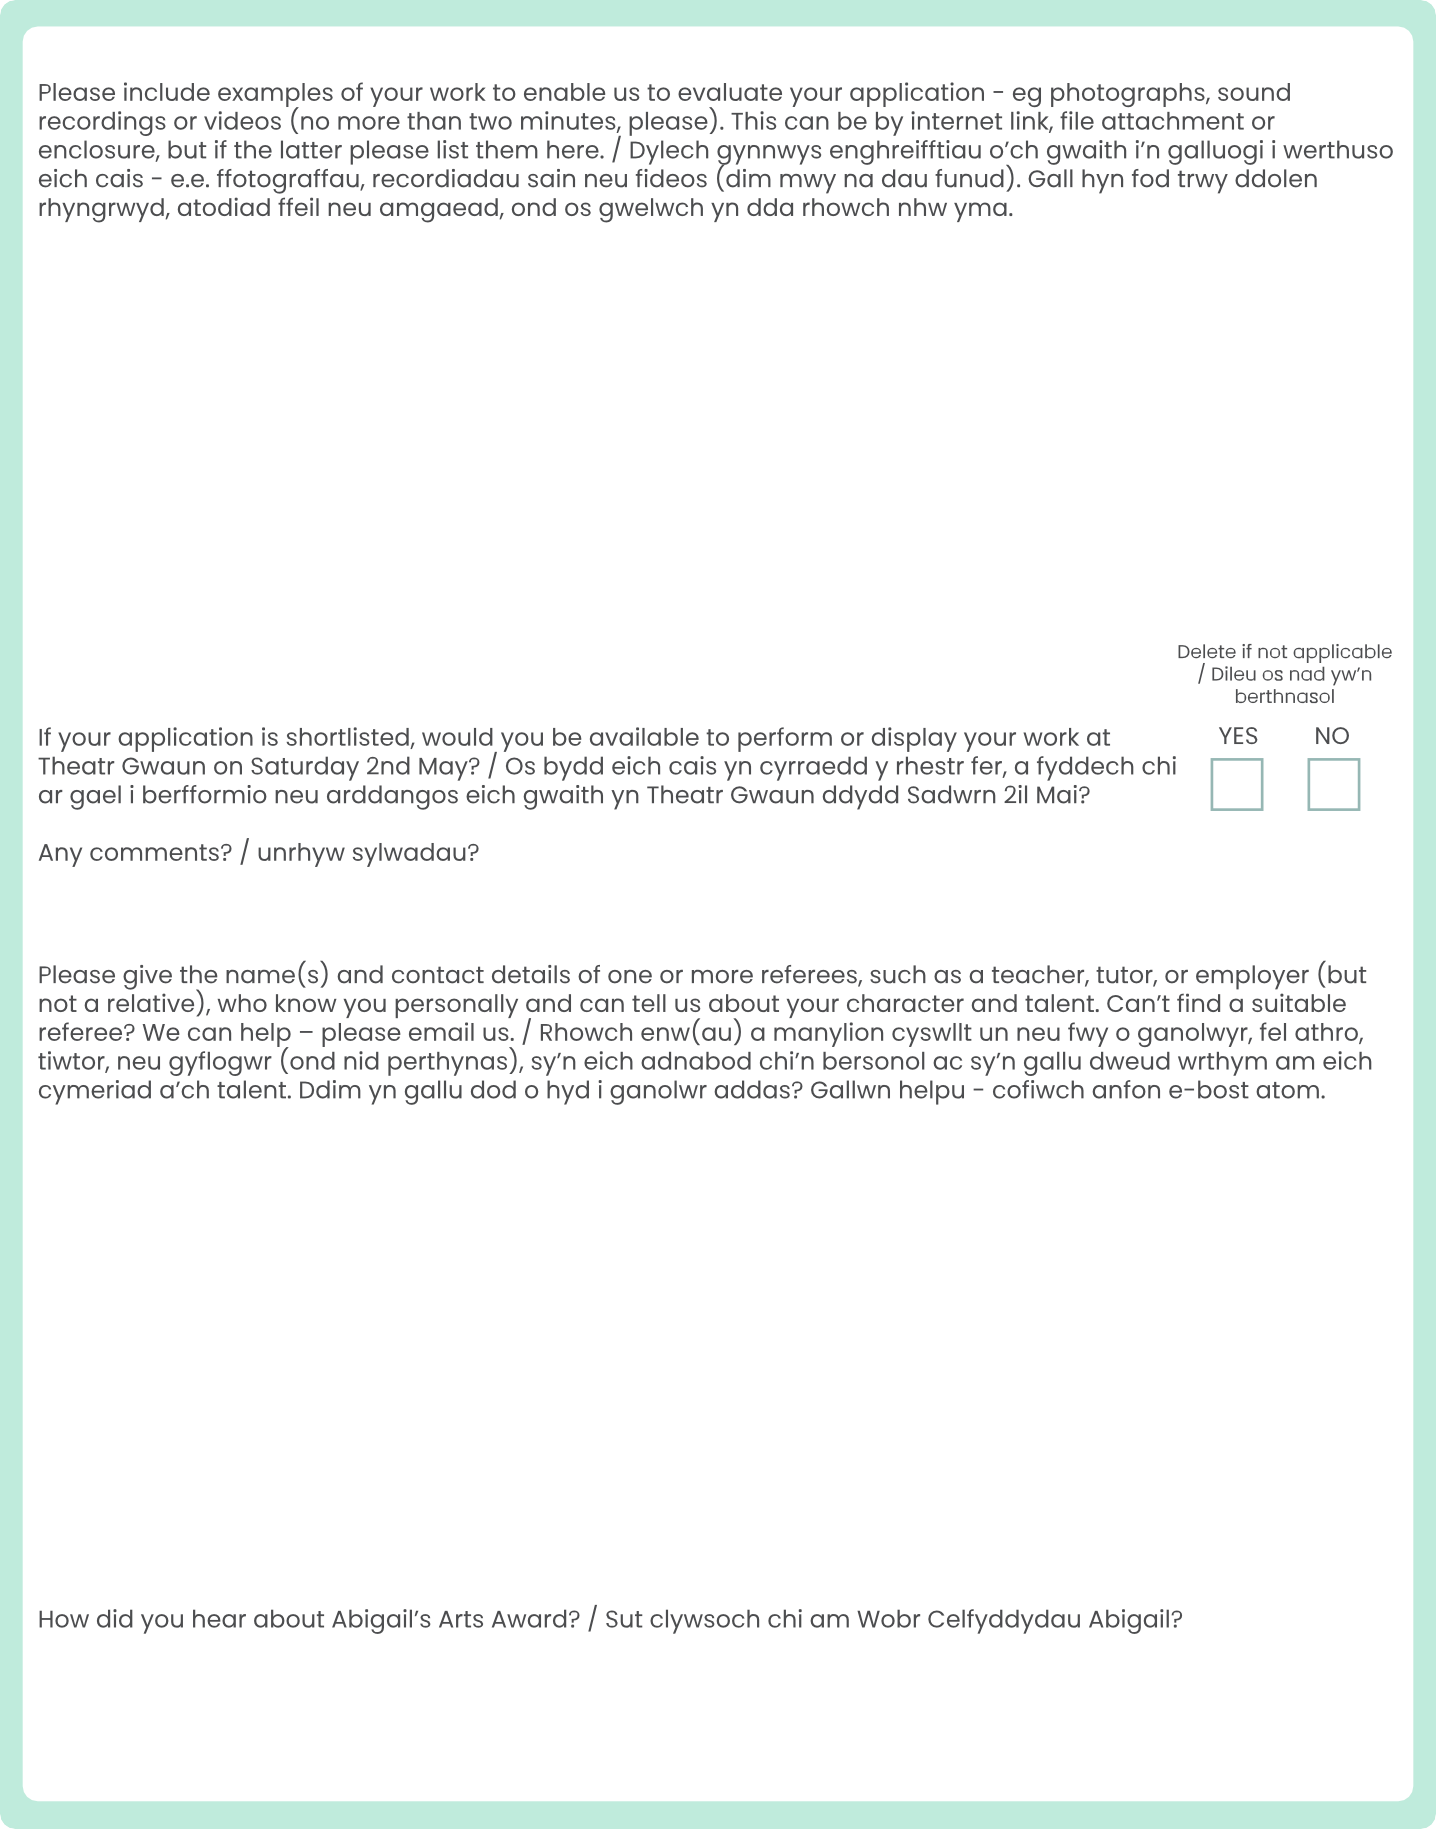 Please include examples of your work to enable us to evaluate your application - eg photographs, sound
recordings or videos (no more than two minutes, please). This can be by internet link, file attachment or
enclosure, but if the latter please list them here. / Dylech gynnwys enghreifftiau o’ch gwaith i’n galluogi i werthuso
eich cais - e.e. ffotograffau, recordiadau sain neu fideos (dim mwy na dau funud). Gall hyn fod trwy ddolen
rhyngrwyd, atodiad ffeil neu amgaead, ond os gwelwch yn dda rhowch nhw yma.
Delete if not applicable
/ Dileu os nad yw’n
berthnasol
If your application is shortlisted, would you be available to perform or display your work at
Theatr Gwaun on Saturday 2nd May? / Os bydd eich cais yn cyrraedd y rhestr fer, a fyddech chi
ar gael i berfformio neu arddangos eich gwaith yn Theatr Gwaun ddydd Sadwrn 2il Mai?
YES NO
Any comments? / unrhyw sylwadau?
Please give the name(s) and contact details of one or more referees, such as a teacher, tutor, or employer (but
not a relative), who know you personally and can tell us about your character and talent. Can’t find a suitable
referee? We can help – please email us. / Rhowch enw(au) a manylion cyswllt un neu fwy o ganolwyr, fel athro,
tiwtor, neu gyflogwr (ond nid perthynas), sy’n eich adnabod chi’n bersonol ac sy’n gallu dweud wrthym am eich
cymeriad a’ch talent. Ddim yn gallu dod o hyd i ganolwr addas? Gallwn helpu - cofiwch anfon e-bost atom.
How did you hear about Abigail’s Arts Award? / Sut clywsoch chi am Wobr Celfyddydau Abigail?